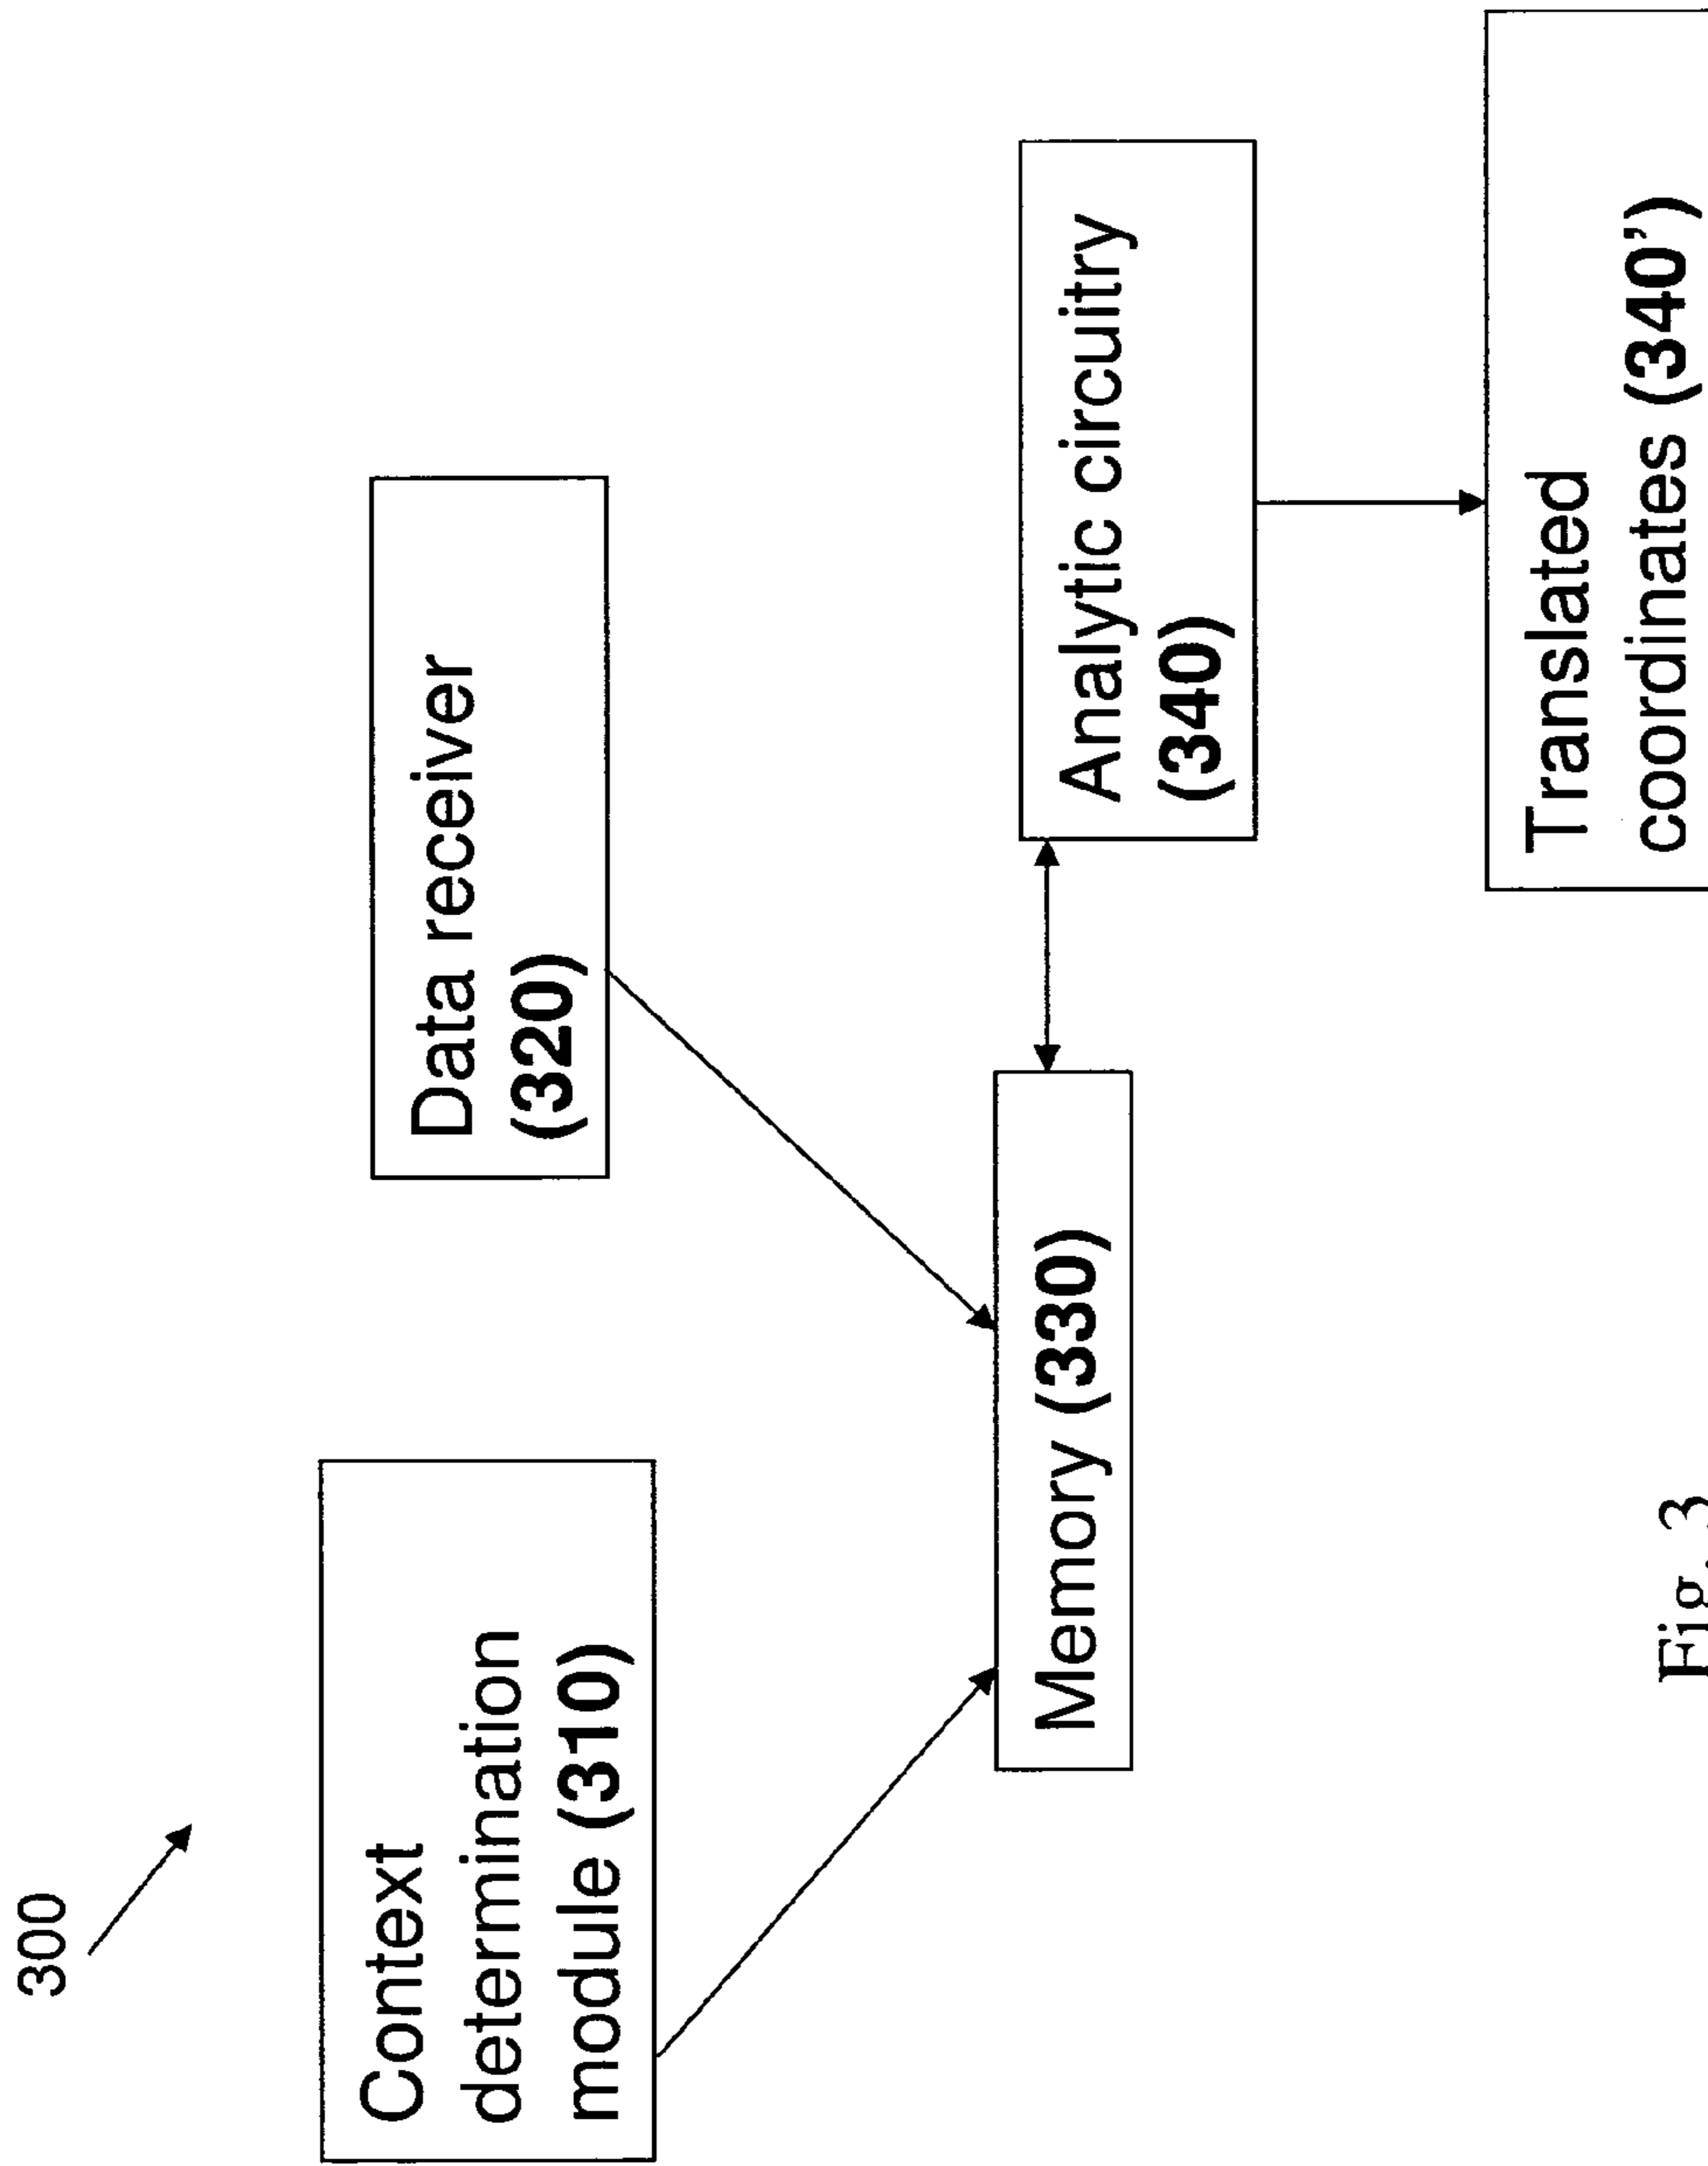 300
Context
determination
module (310)
Data receiver
(320)
Memory (330)
Analytic circuitry
(340)
Translated
coordinates (340')
Fig. 3